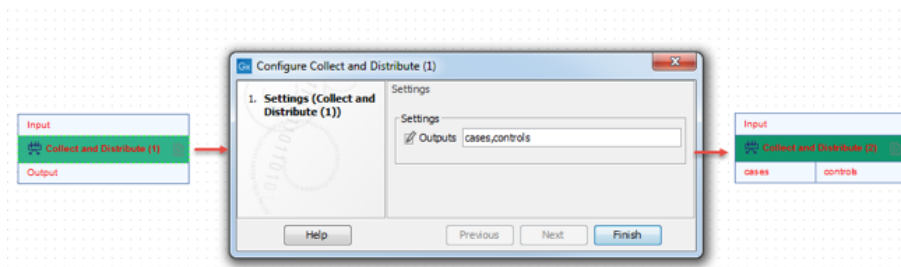 Input
Collect and Distribute (1)
Output
Gx Configure Collect and Distribute (1)
1. Settings (Collect and
Distribute (1))
Settings
Settings
Outputs cases,controls
Help
Previous
Next
Finish
Input
Collect and Distribute (2)
cases controls